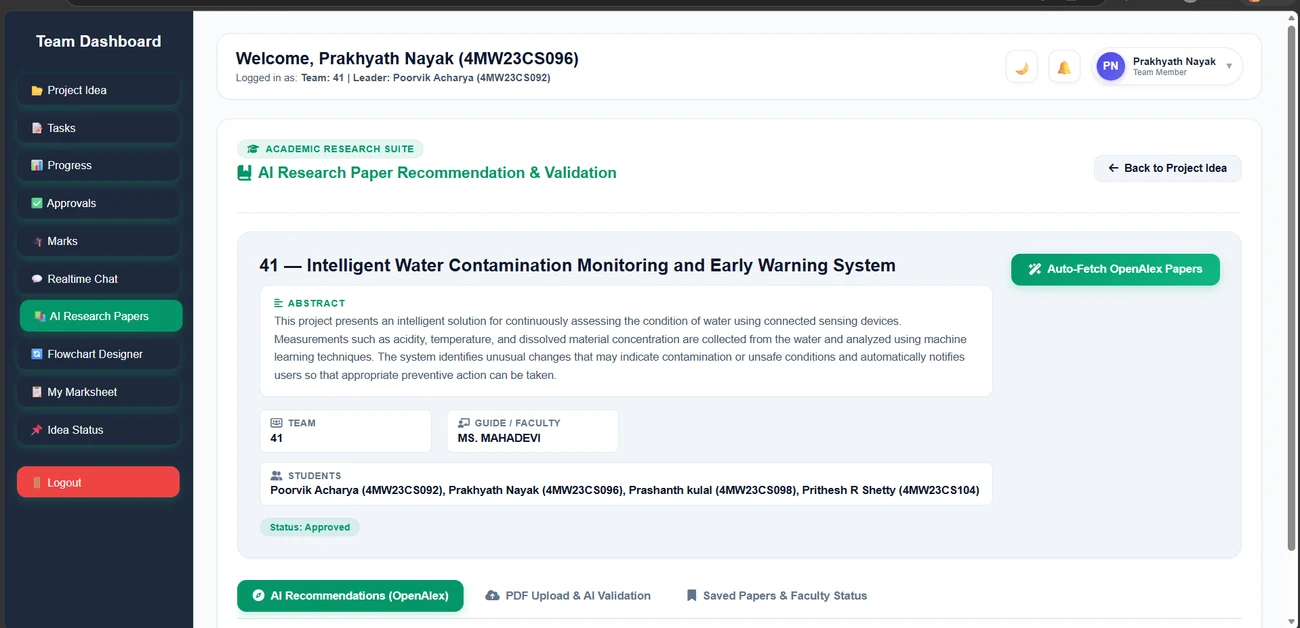 Team Dashboard
Project Idea
Tasks
Progress
Approvals
Marks
Realtime Chat
AI Research Papers
Flowchart Designer
My Marksheet
Idea Status
Logout
Welcome, Prakhyath Nayak (4MW23CS096)
Logged in as: Team: 41 | Leader: Poorvik Acharya (4MW23CS092)
PN
Prakhyath Nayak
Team Member
ACADEMIC RESEARCH SUITE
AI Research Paper Recommendation & Validation
← Back to Project Idea
41 — Intelligent Water Contamination Monitoring and Early Warning System
Auto-Fetch OpenAlex Papers
ABSTRACT
This project presents an intelligent solution for continuously assessing the condition of water using connected sensing devices.
Measurements such as acidity, temperature, and dissolved material concentration are collected from the water and analyzed using machine
learning techniques. The system identifies unusual changes that may indicate contamination or unsafe conditions and automatically notifies
users so that appropriate preventive action can be taken.
TEAM
41
GUIDE / FACULTY
MS. MAHADEVI
STUDENTS
Poorvik Acharya (4MW23CS092), Prakhyath Nayak (4MW23CS096), Prashanth kulal (4MW23CS098), Prithesh R Shetty (4MW23CS104)
Status: Approved
AI Recommendations (OpenAlex)
PDF Upload & AI Validation
Saved Papers & Faculty Status